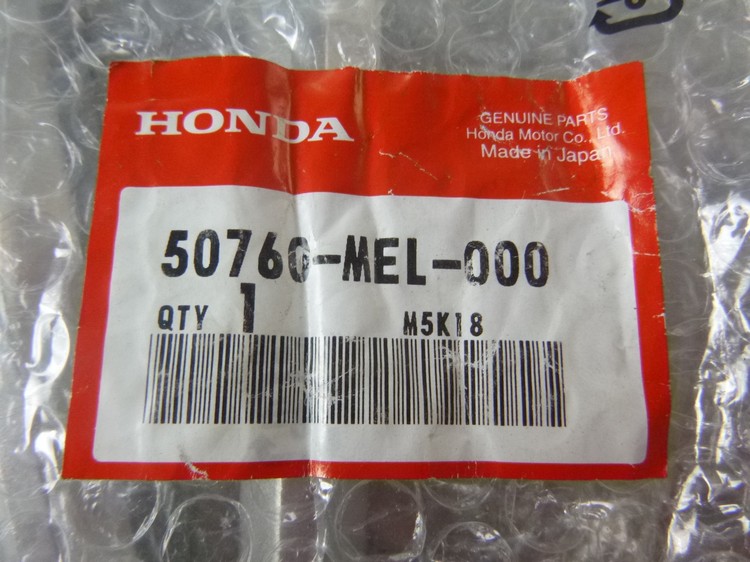 HONDA
GENUINE PARTS
Honda Motor Co., Ltd.
Made in Japan
50760-MEL-000
QTY 1 M5K18